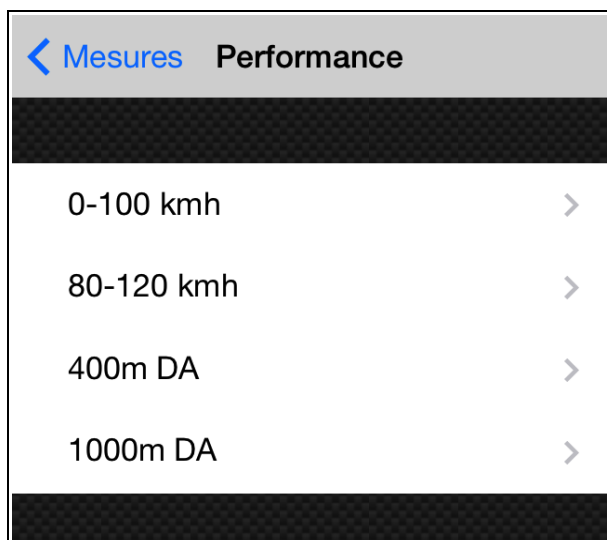 Mesures Performance
0-100 kmh
80-120 kmh
400m DA
1000m DA